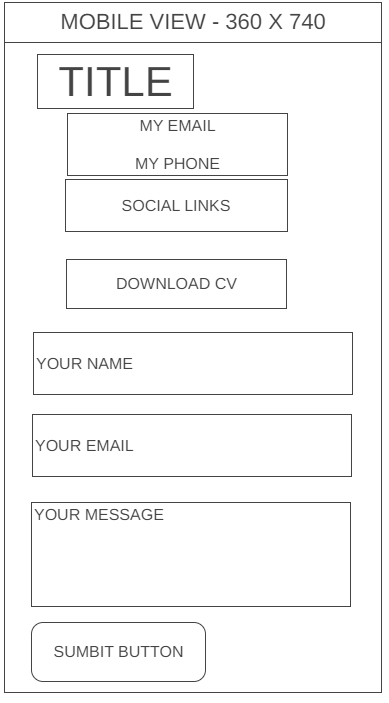 MOBILE VIEW - 360 X 740
TITLE
MY EMAIL
MY PHONE
SOCIAL LINKS
DOWNLOAD CV
YOUR NAME
YOUR EMAIL
YOUR MESSAGE
SUMBIT BUTTON